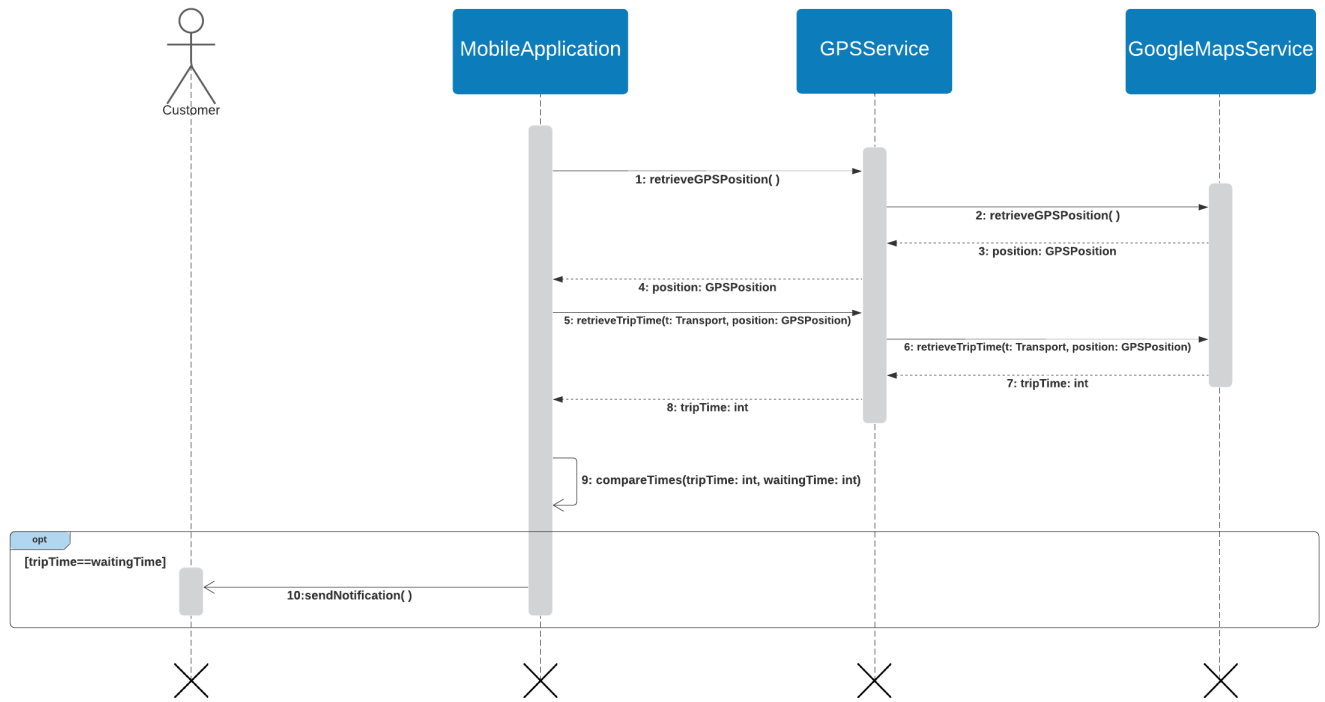 Customer
MobileApplication
GPSService
GoogleMapsService
1: retrieveGPSPosition( )
2: retrieveGPSPosition( )
3: position: GPSPosition
4: position: GPSPosition
5: retrieveTripTime(t: Transport, position: GPSPosition)
6: retrieveTripTime(t: Transport, position: GPSPosition)
7: tripTime: int
8: tripTime: int
9: compareTimes(tripTime: int, waitingTime: int)
opt
[tripTime==waitingTime]
10:sendNotification( )